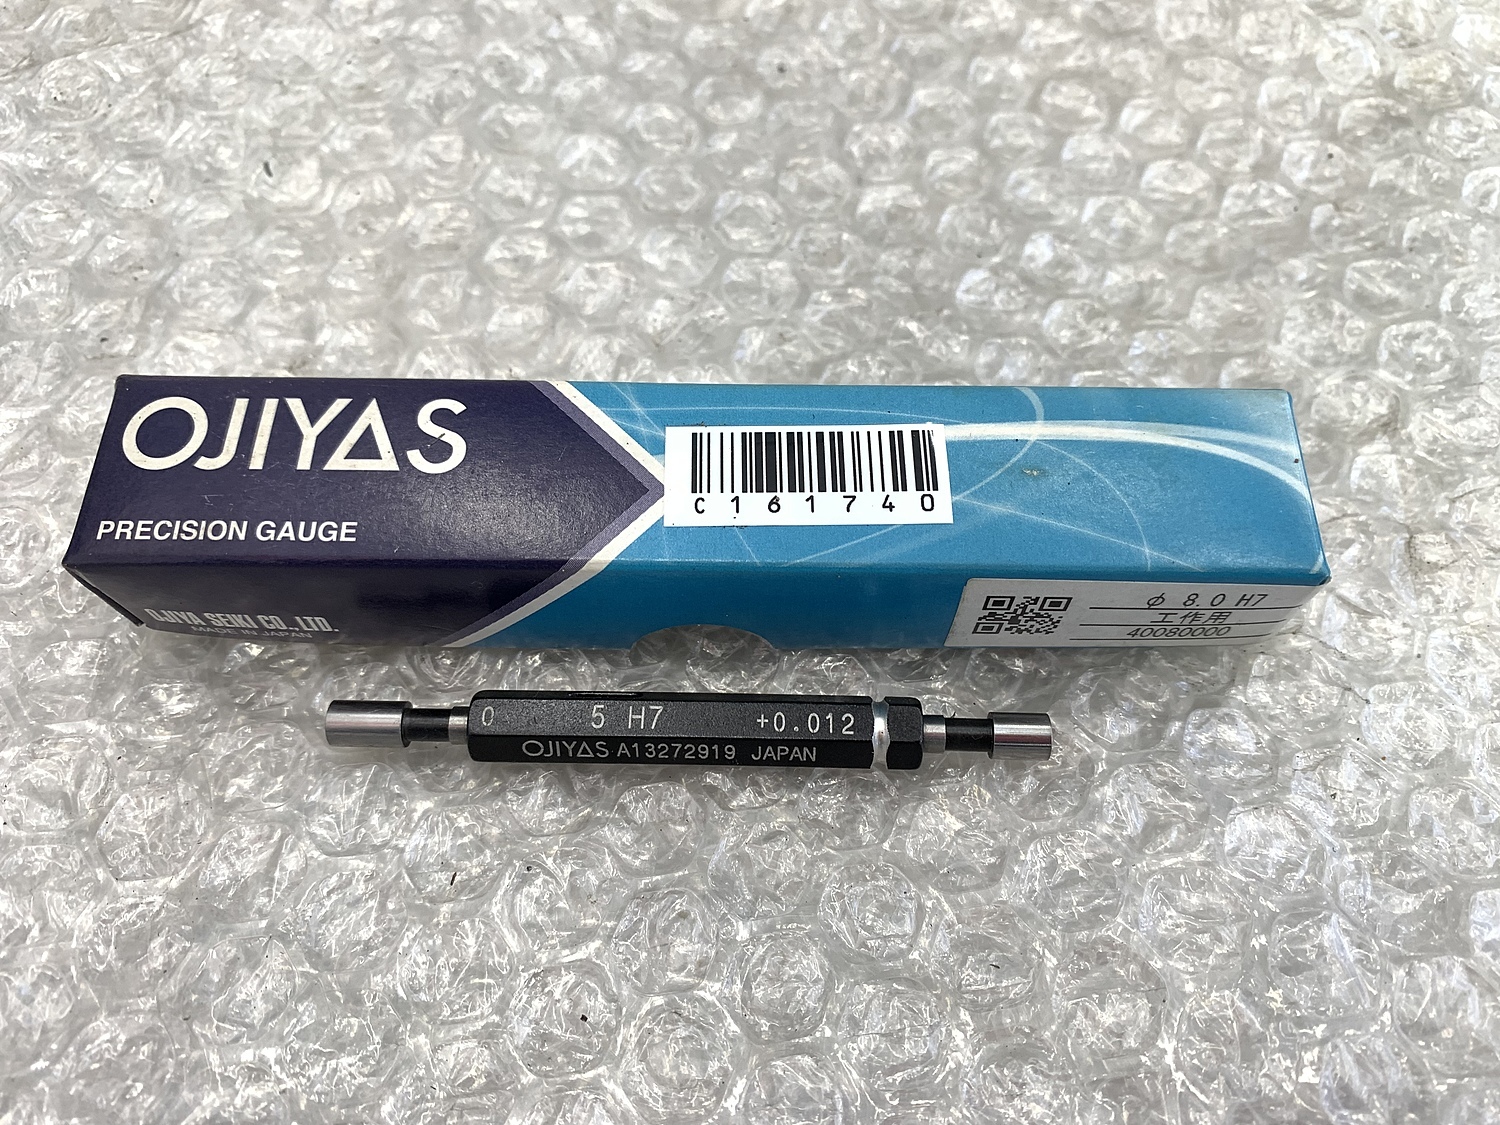 OJIYAS
PRECISION GAUGE
C161740
OJIYA SEIKI CO., LTD.
MADE IN JAPAN
φ 8.0 H7
工作用
40080000
0 5 H7 +0.012
OJIYAS A13272919 JAPAN